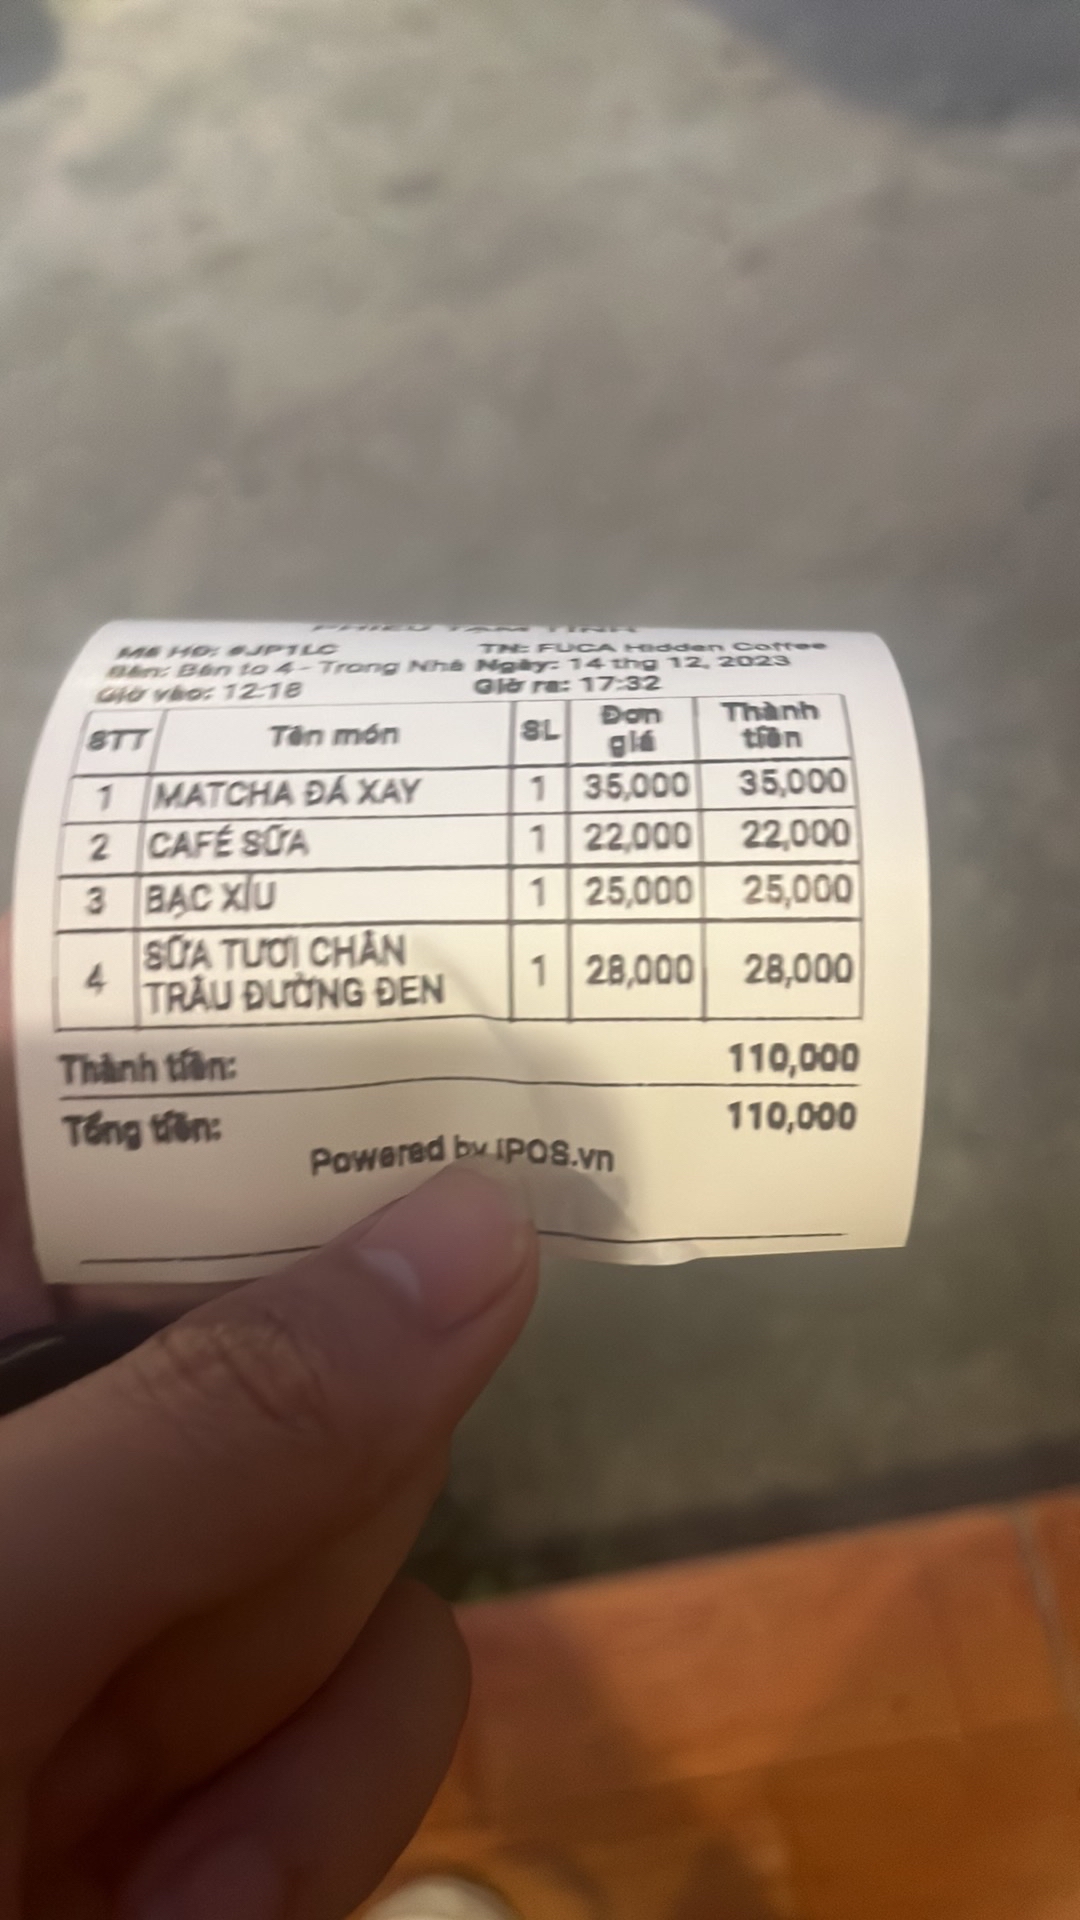 PHIẾU TẠM TÍNH
Mã HĐ: #JP1LC TN: FUCA Hidden Coffee
Bàn: Bàn to 4 - Trong Nhà Ngày: 14 thg 12, 2023
Giờ vào: 12:18 Giờ ra: 17:32
STT Tên món SL Đơn giá Thành tiền
1 MATCHA ĐÁ XAY 1 35,000 35,000
2 CAFÉ SỮA 1 22,000 22,000
3 BẠC XỈU 1 25,000 25,000
4 SỮA TƯƠI CHÂN TRÂU ĐƯỜNG ĐEN 1 28,000 28,000
Thành tiền: 110,000
Tổng tiền: 110,000
Powered by iPOS.vn